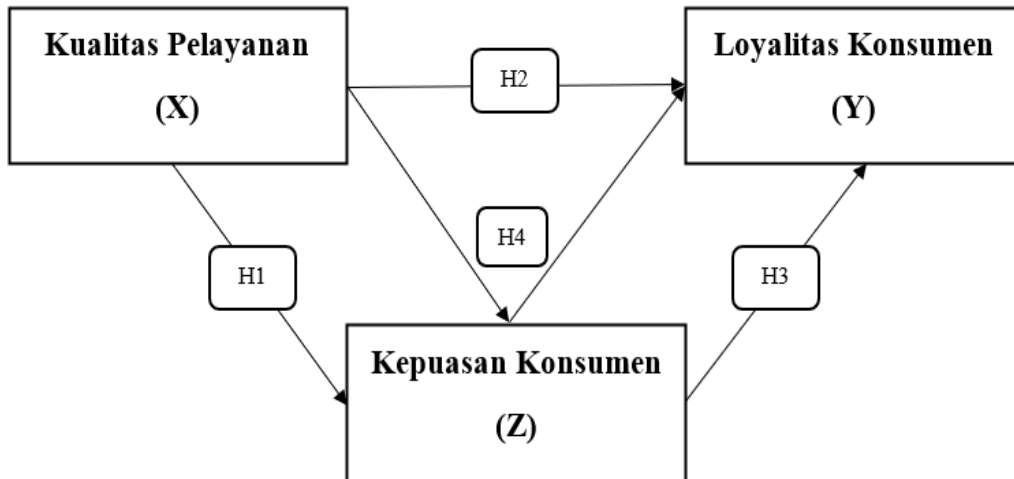 Kualitas Pelayanan
(X)
H2
Loyalitas Konsumen
(Y)
H4
H1
H3
Kepuasan Konsumen
(Z)